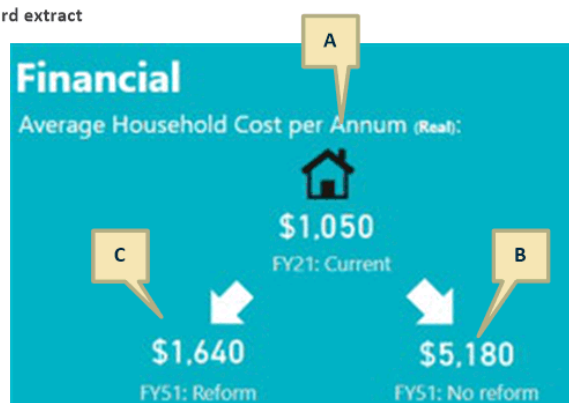 rd extract
A
Financial
Average Household Cost per Annum (Real):
$1,050
FY21: Current
C
B
$1,640
$5,180
FY51: Reform
FY51: No reform